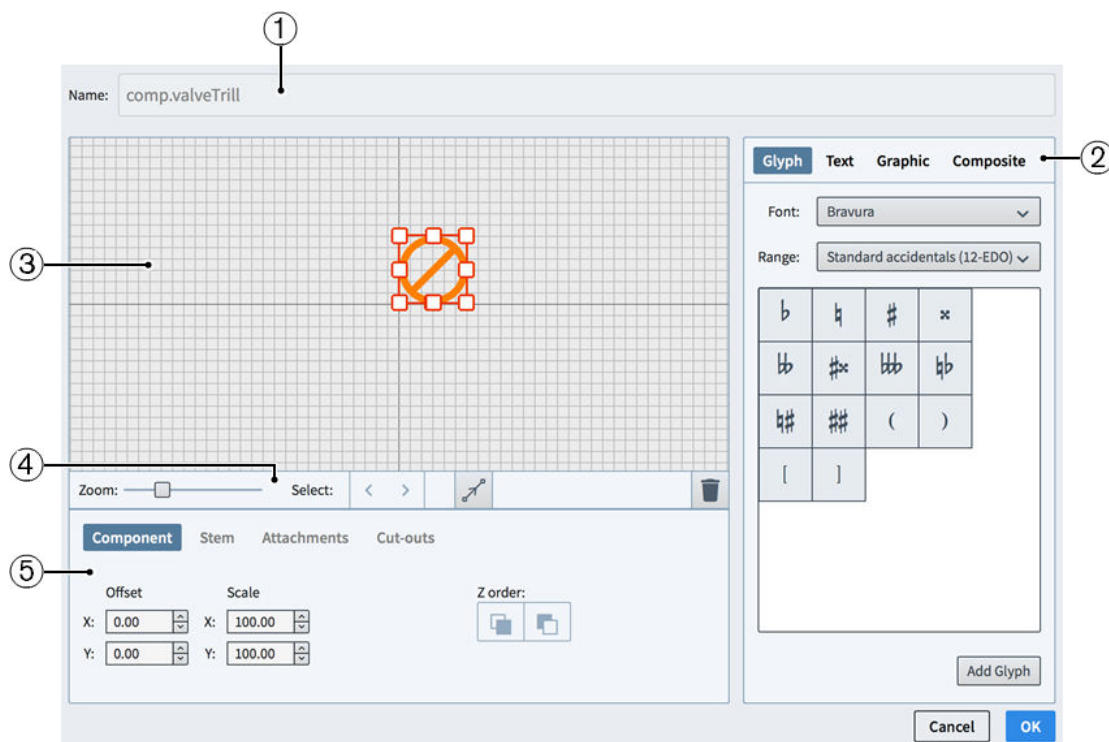 ①
Name: comp.valveTrill
②
Glyph Text Graphic Composite
Font: Bravura
Range: Standard accidentals (12-EDO)
③
④
Zoom: Select: < >
Component Stem Attachments Cut-outs
⑤
Offset Scale Z order:
X: 0.00 X: 100.00
Y: 0.00 Y: 100.00
Add Glyph
Cancel OK